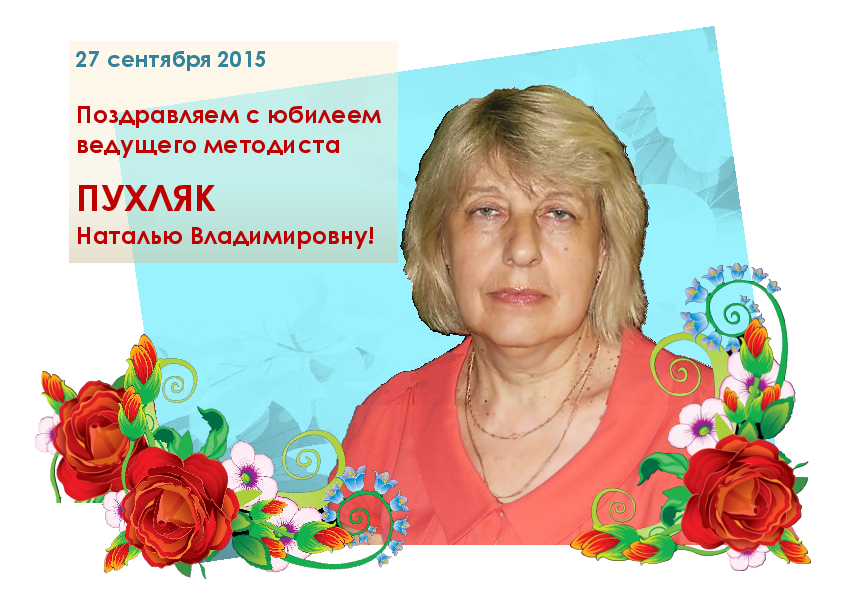 27 сентября 2015
Поздравляем с юбилеем
ведущего методиста
ПУХЛЯК
Наталью Владимировну!